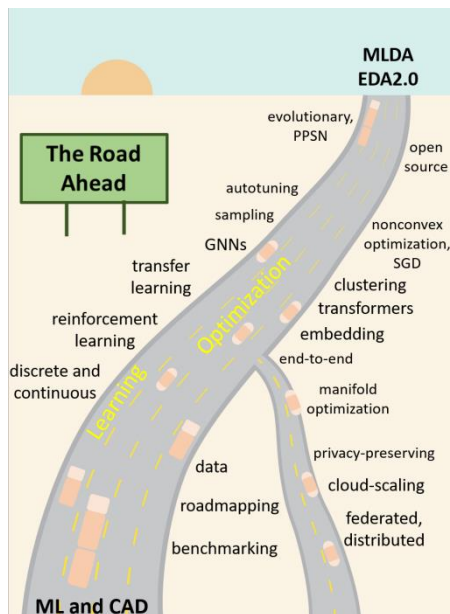 MLDA
EDA2.0
evolutionary,
PPSN
The Road
Ahead
open
source
autotuning
sampling
nonconvex
optimization,
SGD
GNNs
transfer
learning
Optimization
clustering
transformers
reinforcement
learning
embedding
end-to-end
discrete and
continuous
Learning
manifold
optimization
data
privacy-preserving
cloud-scaling
roadmapping
federated,
distributed
benchmarking
ML and CAD